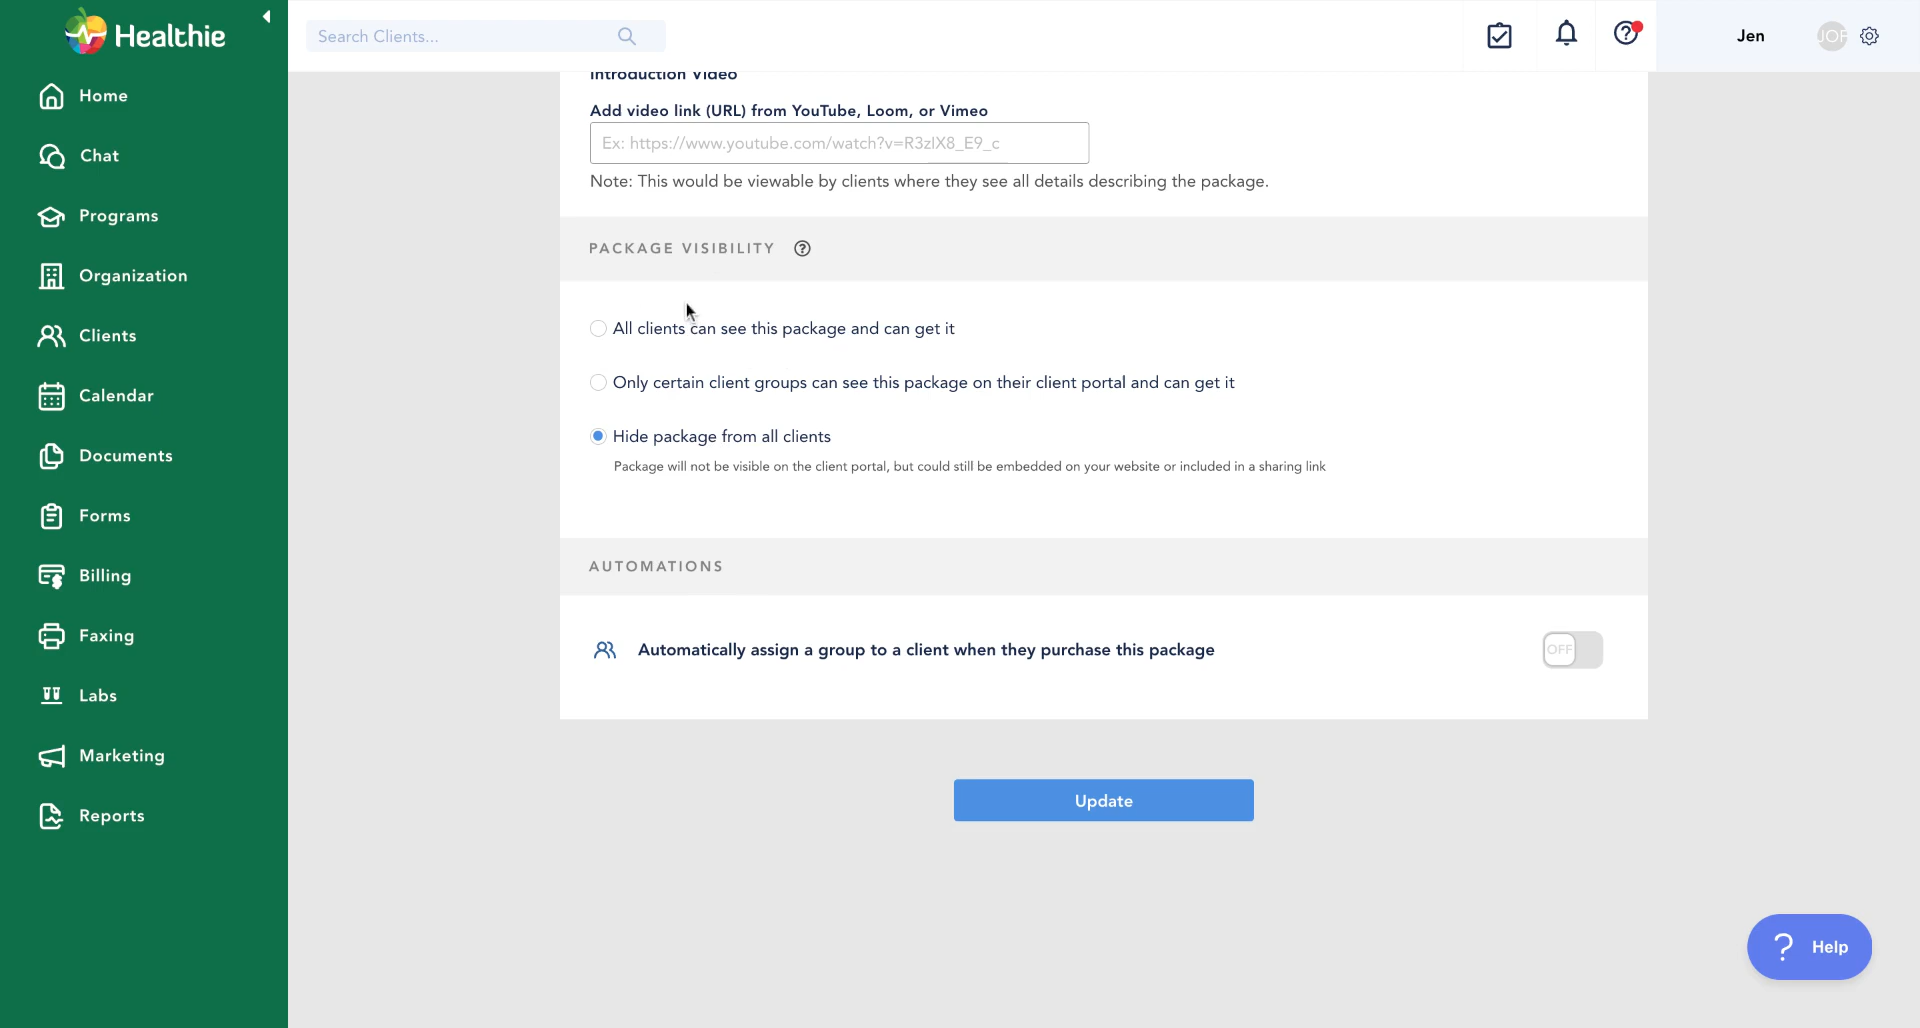 Healthie
Search Clients...
Jen
JOF
Home
Chat
Programs
Organization
Clients
Calendar
Documents
Forms
Billing
Faxing
Labs
Marketing
Reports
Introduction Video
Add video link (URL) from YouTube, Loom, or Vimeo
Ex: https://www.youtube.com/watch?v=R3zlX8_E9_c
Note: This would be viewable by clients where they see all details describing the package.
PACKAGE VISIBILITY
All clients can see this package and can get it
Only certain client groups can see this package on their client portal and can get it
Hide package from all clients
Package will not be visible on the client portal, but could still be embedded on your website or included in a sharing link
AUTOMATIONS
Automatically assign a group to a client when they purchase this package
OFF
Update
? Help